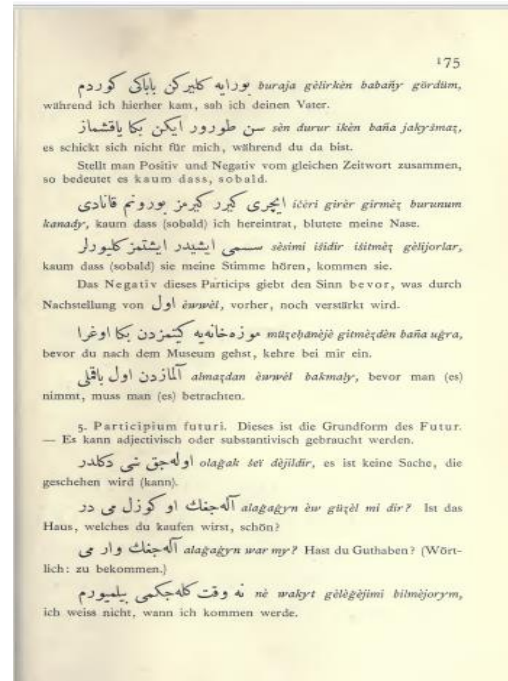 175
بورایه کلیرکن باباکی کوردم buraja gèlirkèn babañy gördüm,
während ich hierher kam, sah ich deinen Vater.
سن طورور ایکن بکا یاقشماز sèn durur ikèn baña jakyšmaz,
es schickt sich nicht für mich, während du da bist.
Stellt man Positiv und Negativ vom gleichen Zeitwort zusammen,
so bedeutet es kaum dass, sobald.
ایچری کیرر کیرمز بورونم قانادی ičèri girèr girmèz burunum
kanady, kaum dass (sobald) ich hereintrat, blutete meine Nase.
سسمی ایشیدر ایشتمز کلیورلر sèsimi išidir išitmèz gèlijorlar,
kaum dass (sobald) sie meine Stimme hören, kommen sie.
Das Negativ dieses Particips giebt den Sinn bevor, was durch
Nachstellung von اول èwwèl, vorher, noch verstärkt wird.
موزه‌خانه‌یه کیتمزدن بکا اوغرا müzeḫānèjè gitmèzdèn baña uğra,
bevor du nach dem Museum gehst, kehre bei mir ein.
آلمازدن اول باقملی almazdan èwwèl bakmaly, bevor man (es)
nimmt, muss man (es) betrachten.
5. Participium futuri. Dieses ist die Grundform des Futur.
— Es kann adjectivisch oder substantivisch gebraucht werden.
اوله‌جق شی دکلدر olağak šeï dèjildir, es ist keine Sache, die
geschehen wird (kann).
آله‌جغك او کوزل می در alağağyn èw güzèl mi dir? Ist das
Haus, welches du kaufen wirst, schön?
آله‌جغك وار می alağağyn war my? Hast du Guthaben? (Wört-
lich: zu bekommen.)
نه وقت کله‌جکمی بیلمیورم nè wakyt gèlèğèjimi bilmèjorym,
ich weiss nicht, wann ich kommen werde.